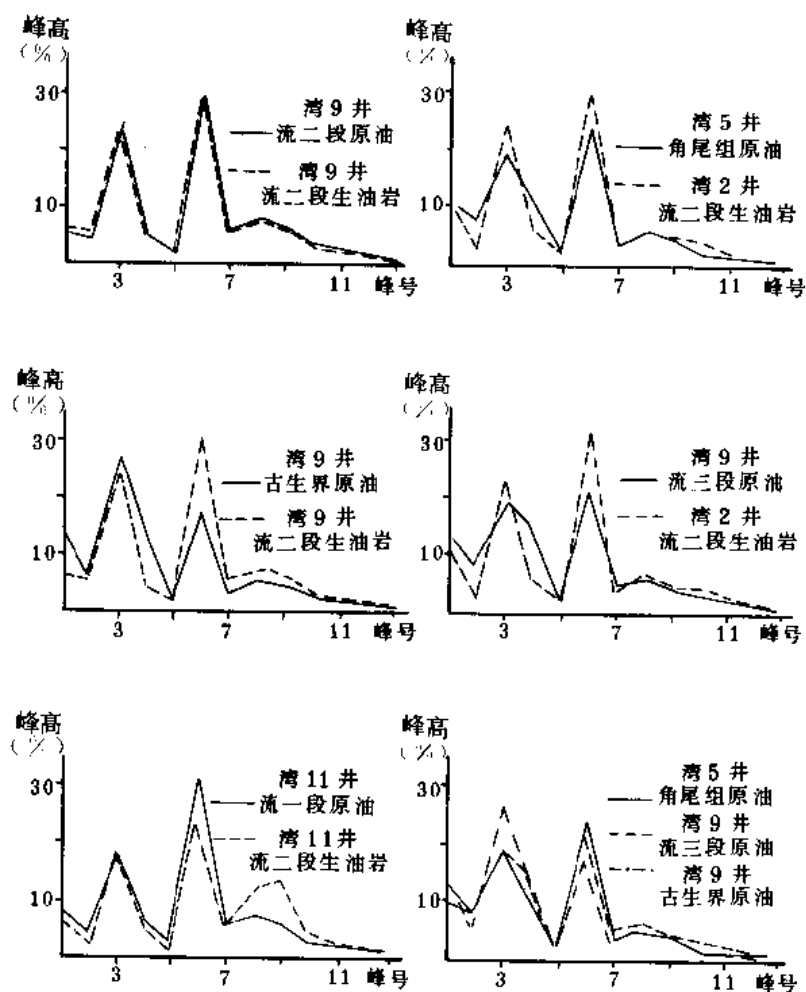 峰高
(%)
30
10
3
7
11
峰号
湾9井
流二段原油
湾9井
流二段生油岩
峰高
(%)
30
10
3
7
11
峰号
湾5井
角尾组原油
湾2井
流二段生油岩
峰高
(%)
30
10
3
7
11
峰号
湾9井
古生界原油
湾9井
流二段生油岩
峰高
(%)
30
10
3
7
11
峰号
湾9井
流三段原油
湾2井
流二段生油岩
峰高
(%)
30
10
3
7
11
峰号
湾11井
流一段原油
湾11井
流二段生油岩
峰高
(%)
30
10
3
7
11
峰号
湾5井
角尾组原油
湾9井
流三段原油
湾9井
古生界原油